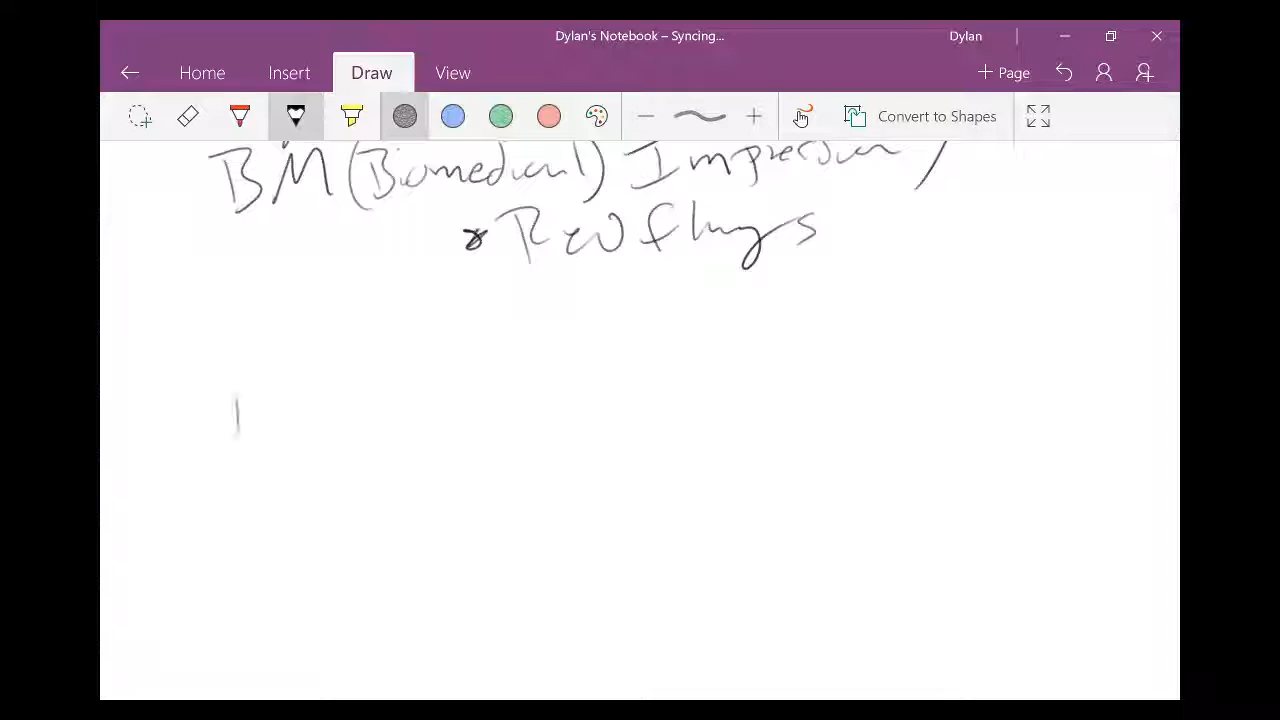 Dylan's Notebook – Syncing...
Dylan
Home Insert Draw View
Page
Convert to Shapes
BM (Biomedical) Impression /
* Red flags